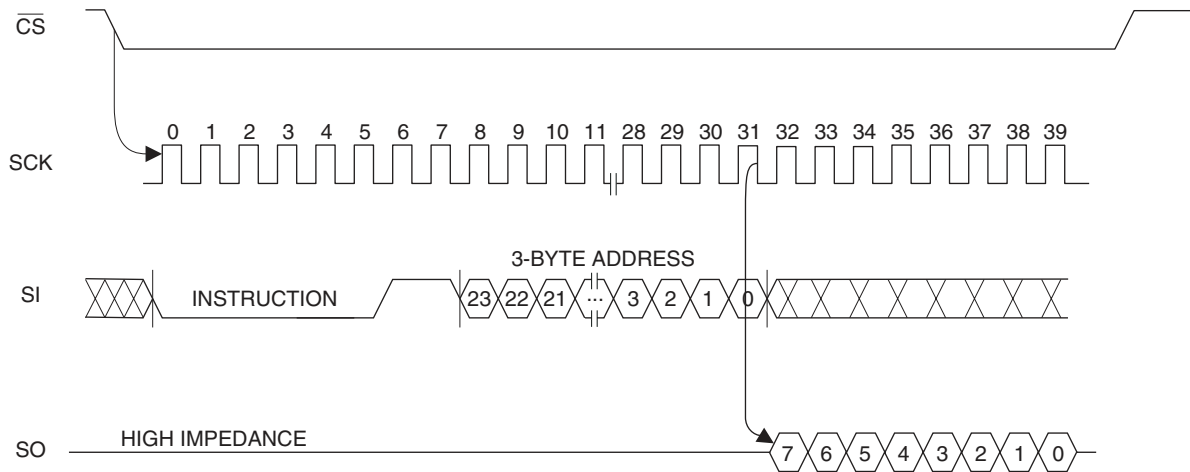 CS
0 1 2 3 4 5 6 7 8 9 10 11 28 29 30 31 32 33 34 35 36 37 38 39
SCK
3-BYTE ADDRESS
SI INSTRUCTION 23 22 21 ... 3 2 1 0
HIGH IMPEDANCE
SO 7 6 5 4 3 2 1 0